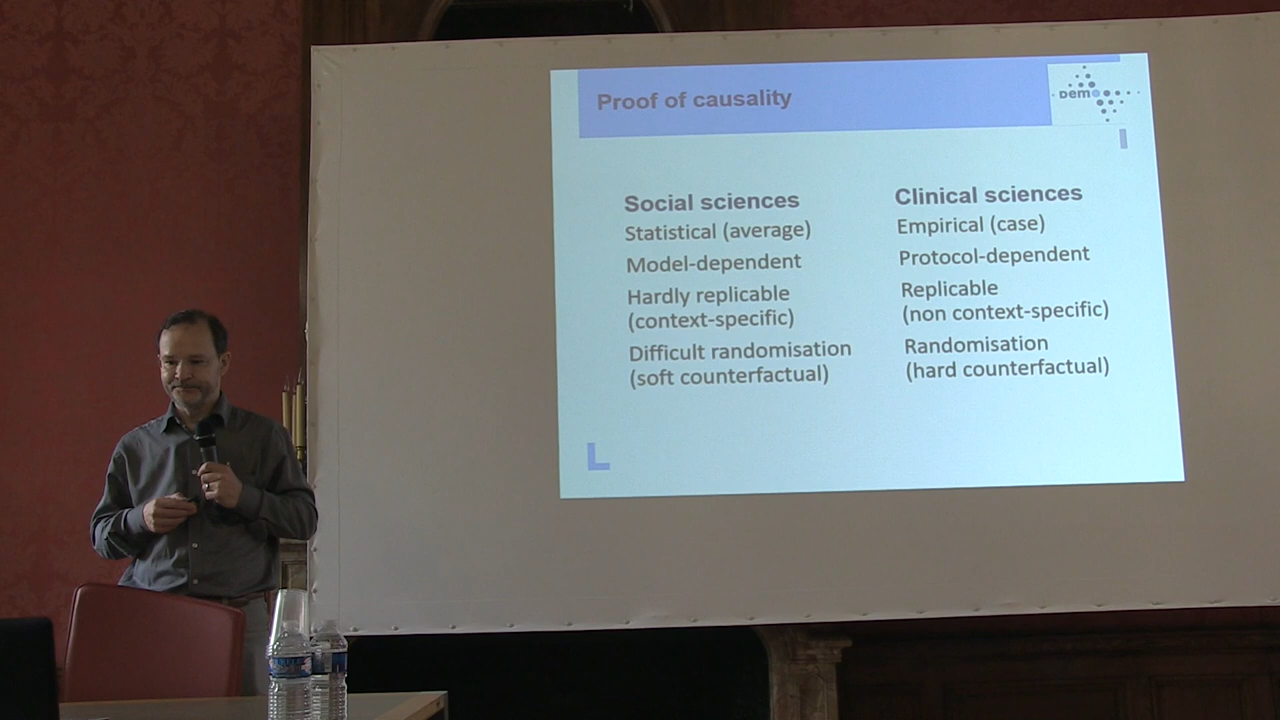 Proof of causality
Demo
Social sciences
Statistical (average)
Model-dependent
Hardly replicable
(context-specific)
Difficult randomisation
(soft counterfactual)
Clinical sciences
Empirical (case)
Protocol-dependent
Replicable
(non context-specific)
Randomisation
(hard counterfactual)